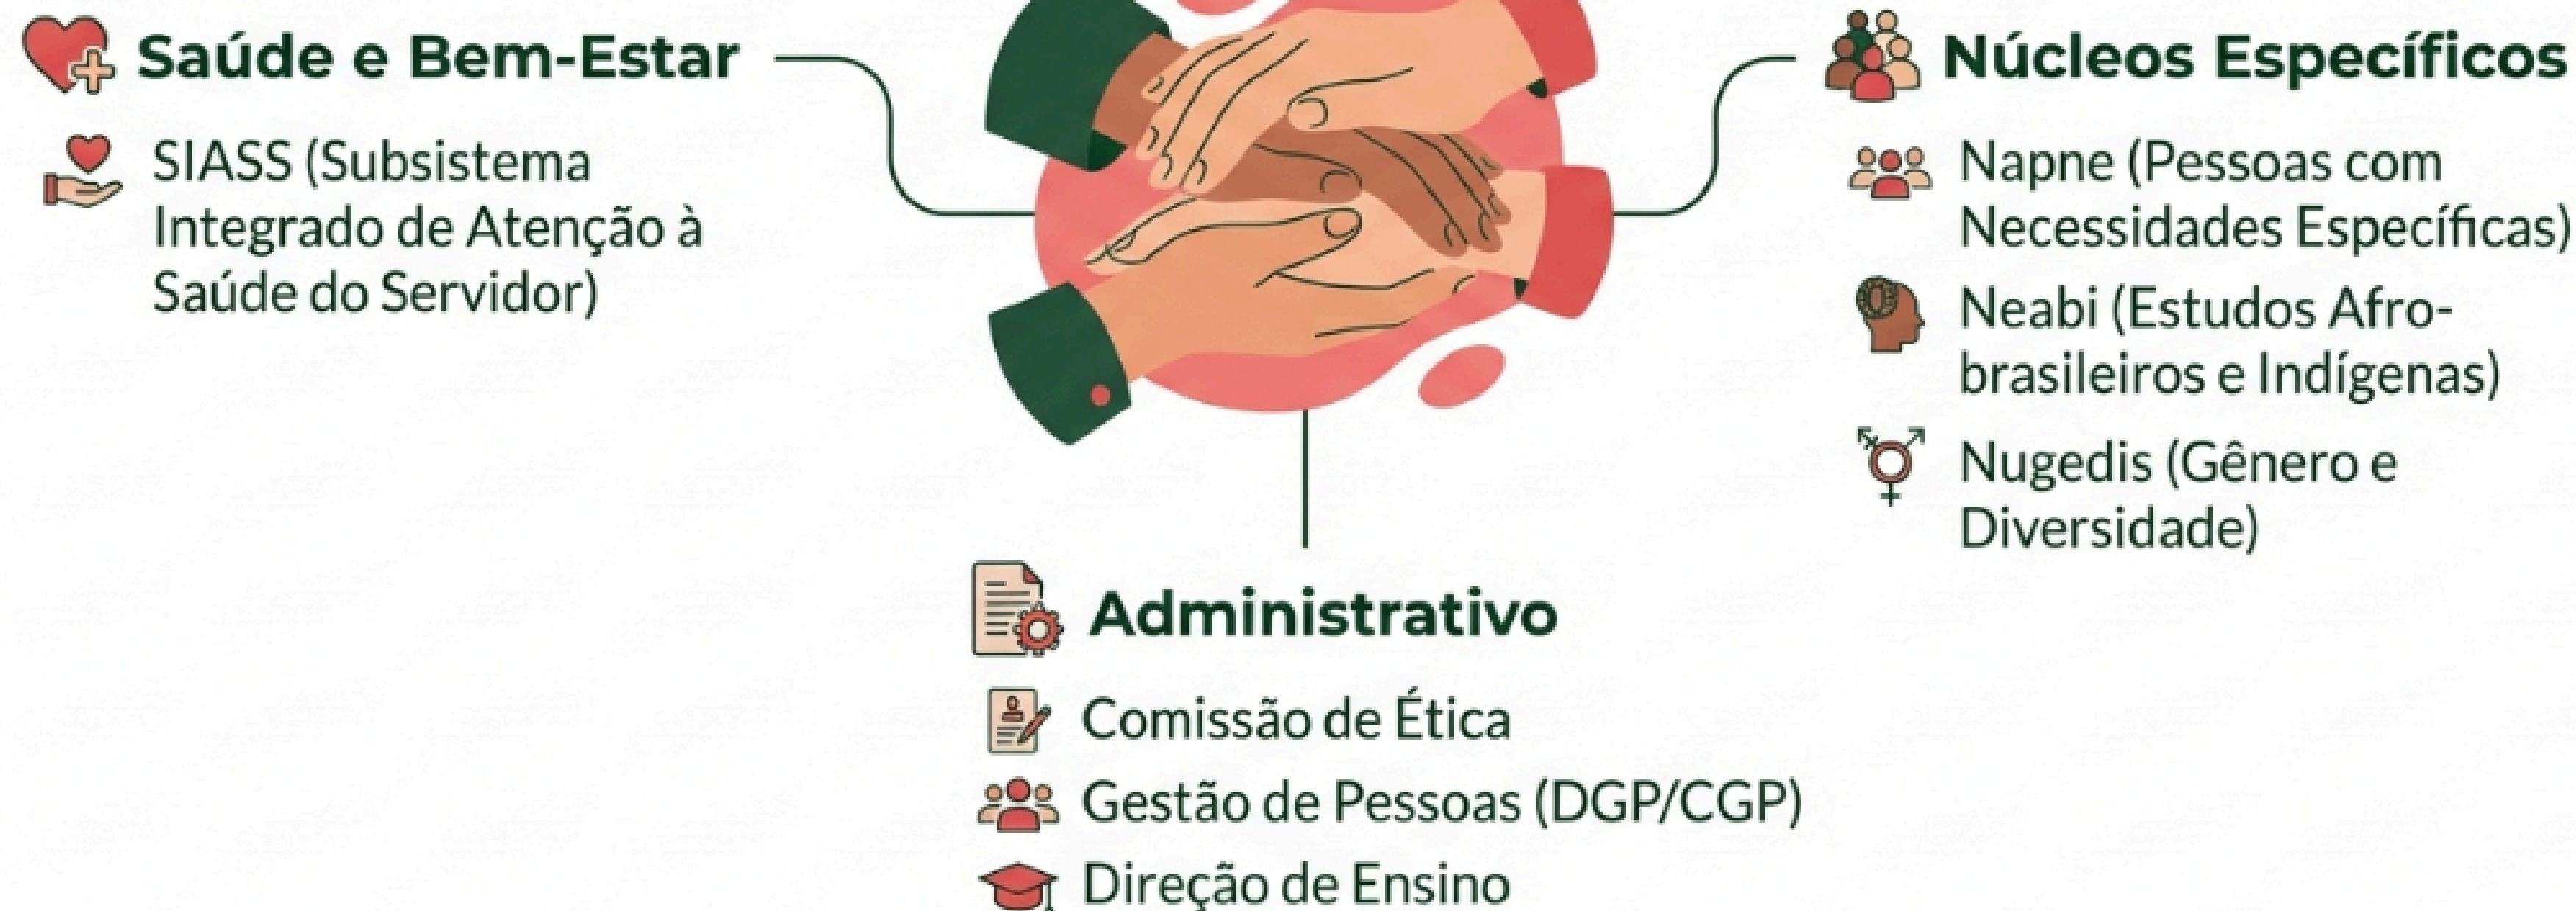 Saúde e Bem-Estar
SIASS (Subsistema
Integrado de Atenção à
Saúde do Servidor)
Núcleos Específicos
Napne (Pessoas com
Necessidades Específicas)
Neabi (Estudos Afro-
brasileiros e Indígenas)
Nugedis (Gênero e
Diversidade)
Administrativo
Comissão de Ética
Gestão de Pessoas (DGP/CGP)
Direção de Ensino